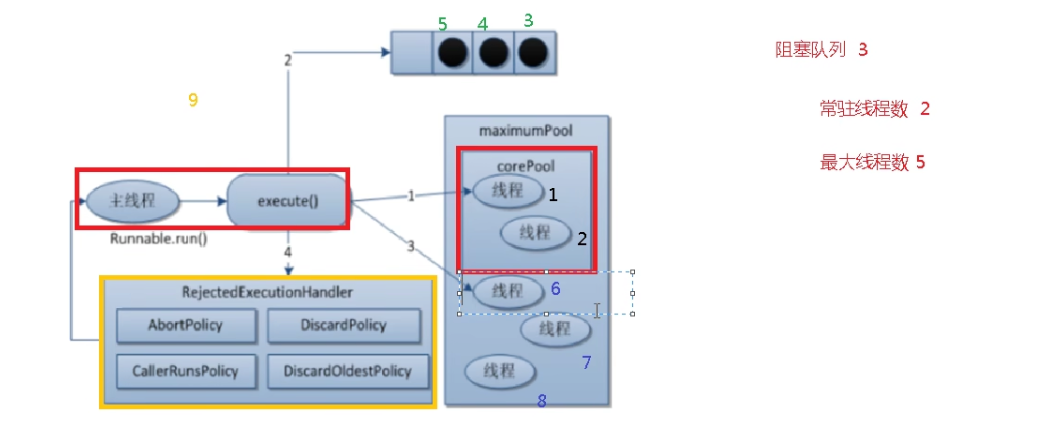 5 4 3
阻塞队列 3
2
9
常驻线程数 2
maximumPool
corePool
最大线程数 5
主线程
execute()
1
线程 1
线程 2
Runnable.run()
3
4
RejectedExecutionHandler
线程 6
AbortPolicy
DiscardPolicy
线程
7
CallerRunsPolicy
DiscardOldestPolicy
线程
8